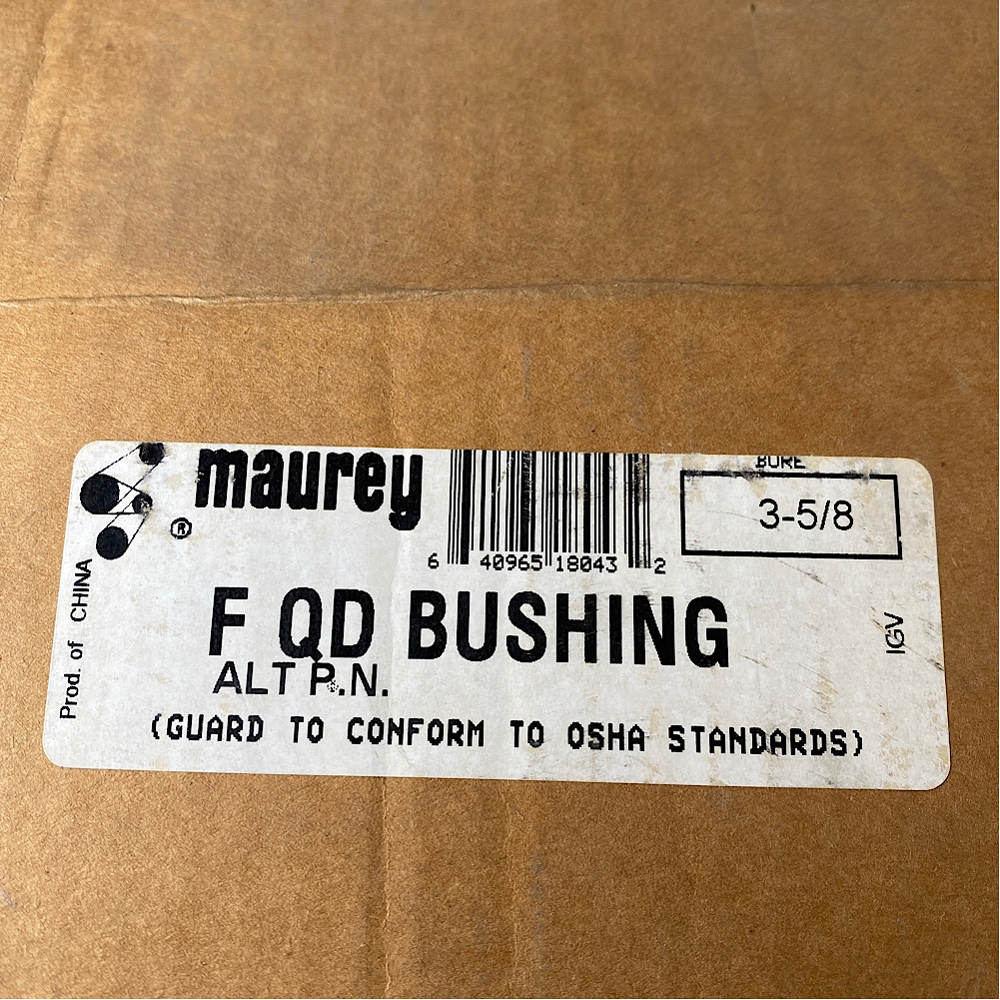 maurey
®
6 40965 18043 2
BORE
3-5/8
F QD BUSHING
ALT P.N.
(GUARD TO CONFORM TO OSHA STANDARDS)
Prod. of CHINA
IGV